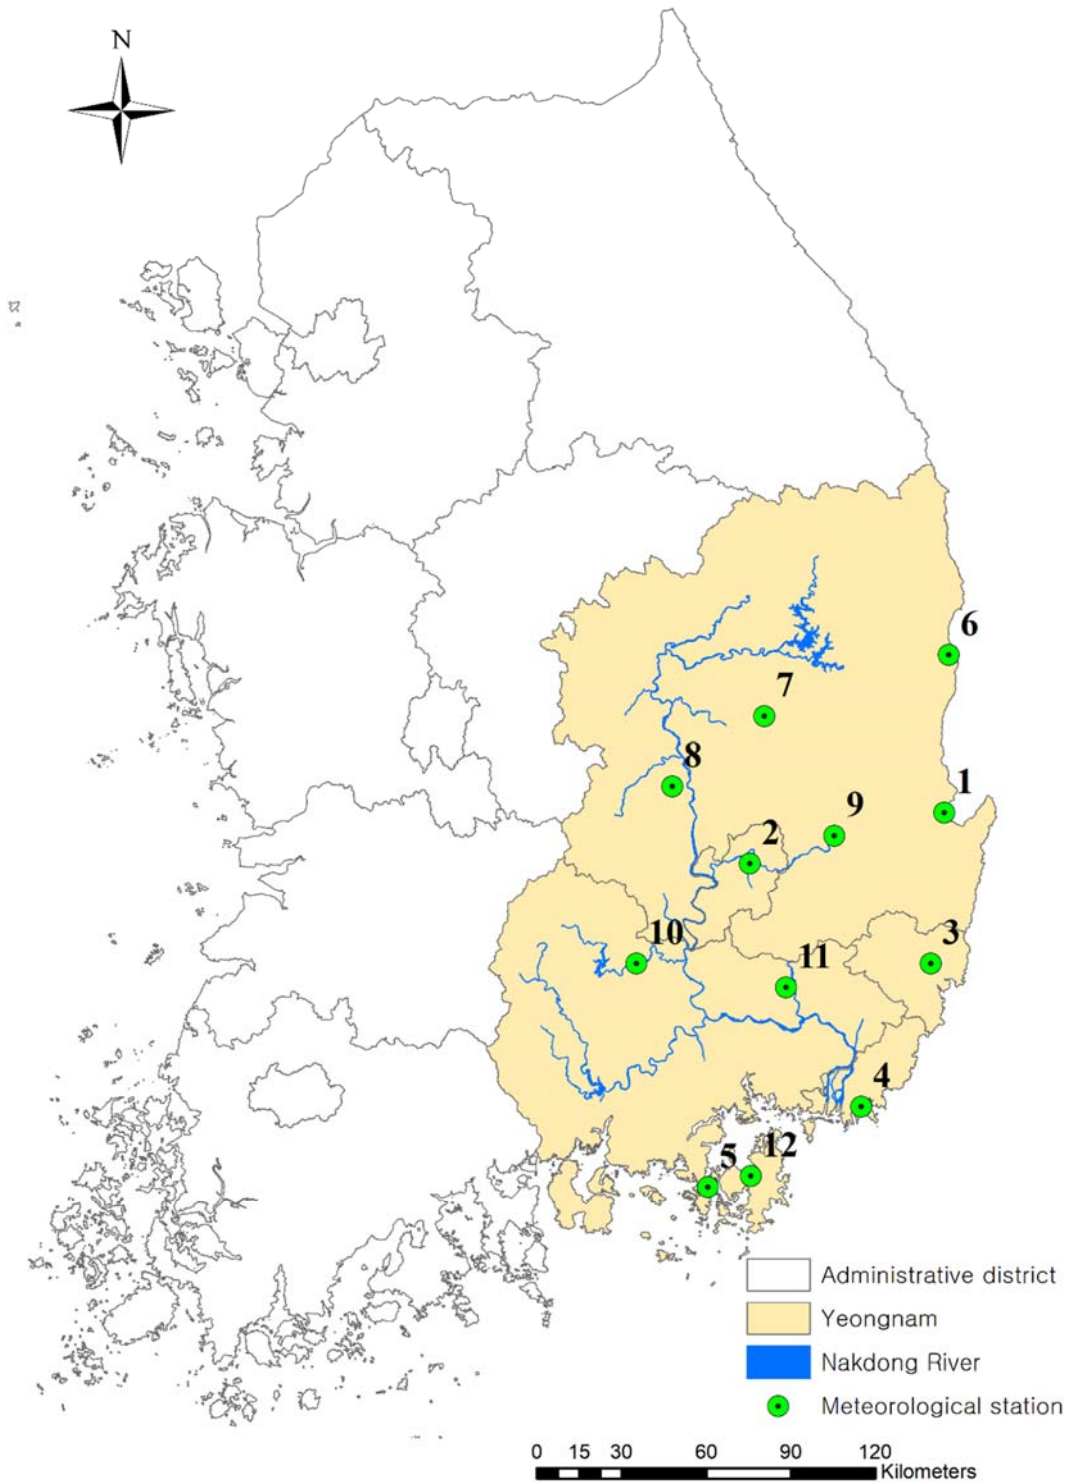 N
6
7
8
1
9
2
10
3
11
4
5
12
Administrative district
Yeongnam
Nakdong River
Meteorological station
0 15 30 60 90 120
Kilometers